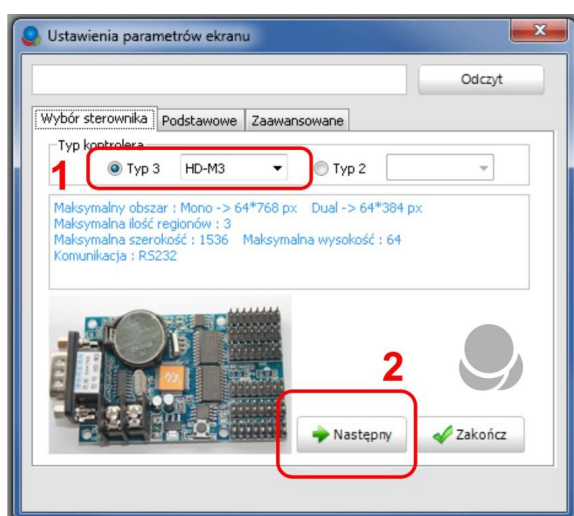 Ustawienia parametrów ekranu
Odczyt
Wybór sterownika Podstawowe Zaawansowane
Typ kontrolera
1
Typ 3 HD-M3 Typ 2
Maksymalny obszar : Mono -> 64*768 px Dual -> 64*384 px
Maksymalna ilość regionów : 3
Maksymalna szerokość : 1536 Maksymalna wysokość : 64
Komunikacja : RS232
2
Następny Zakończ